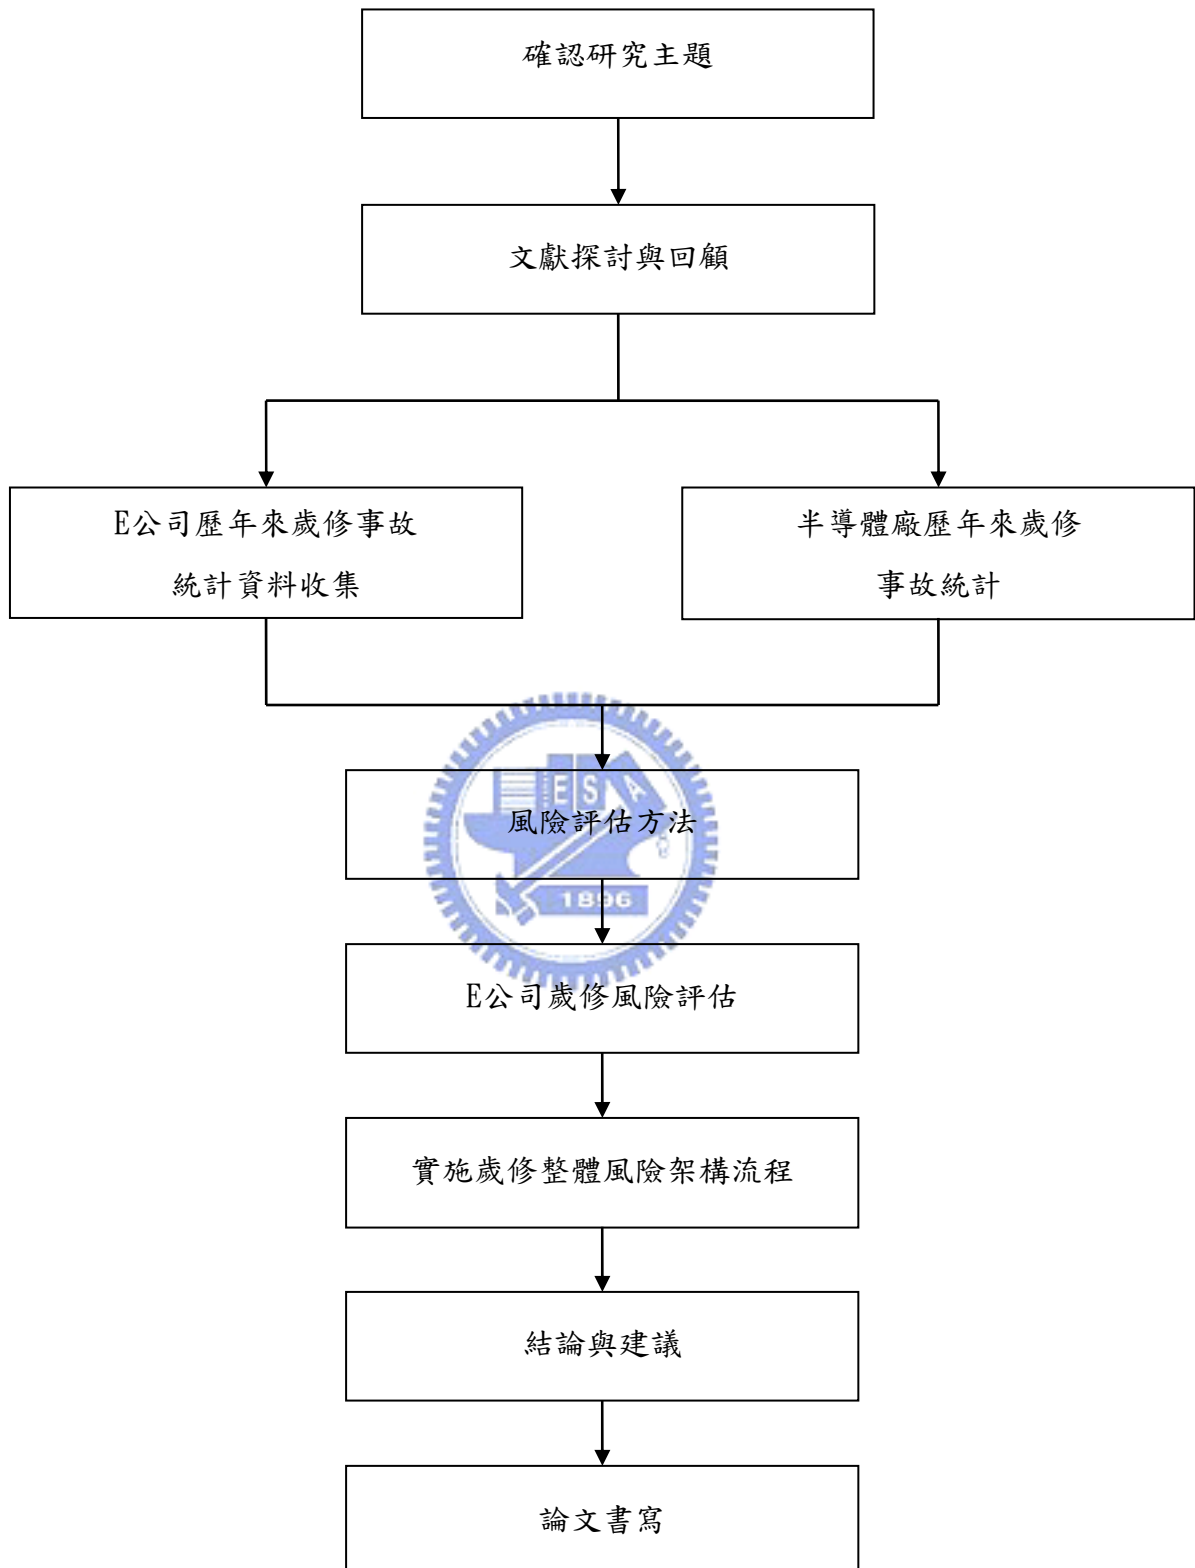 確認研究主題
文獻探討與回顧
E公司歷年來歲修事故
統計資料收集
半導體廠歷年來歲修
事故統計
風險評估方法
E公司歲修風險評估
實施歲修整體風險架構流程
結論與建議
論文書寫
ESA
1896